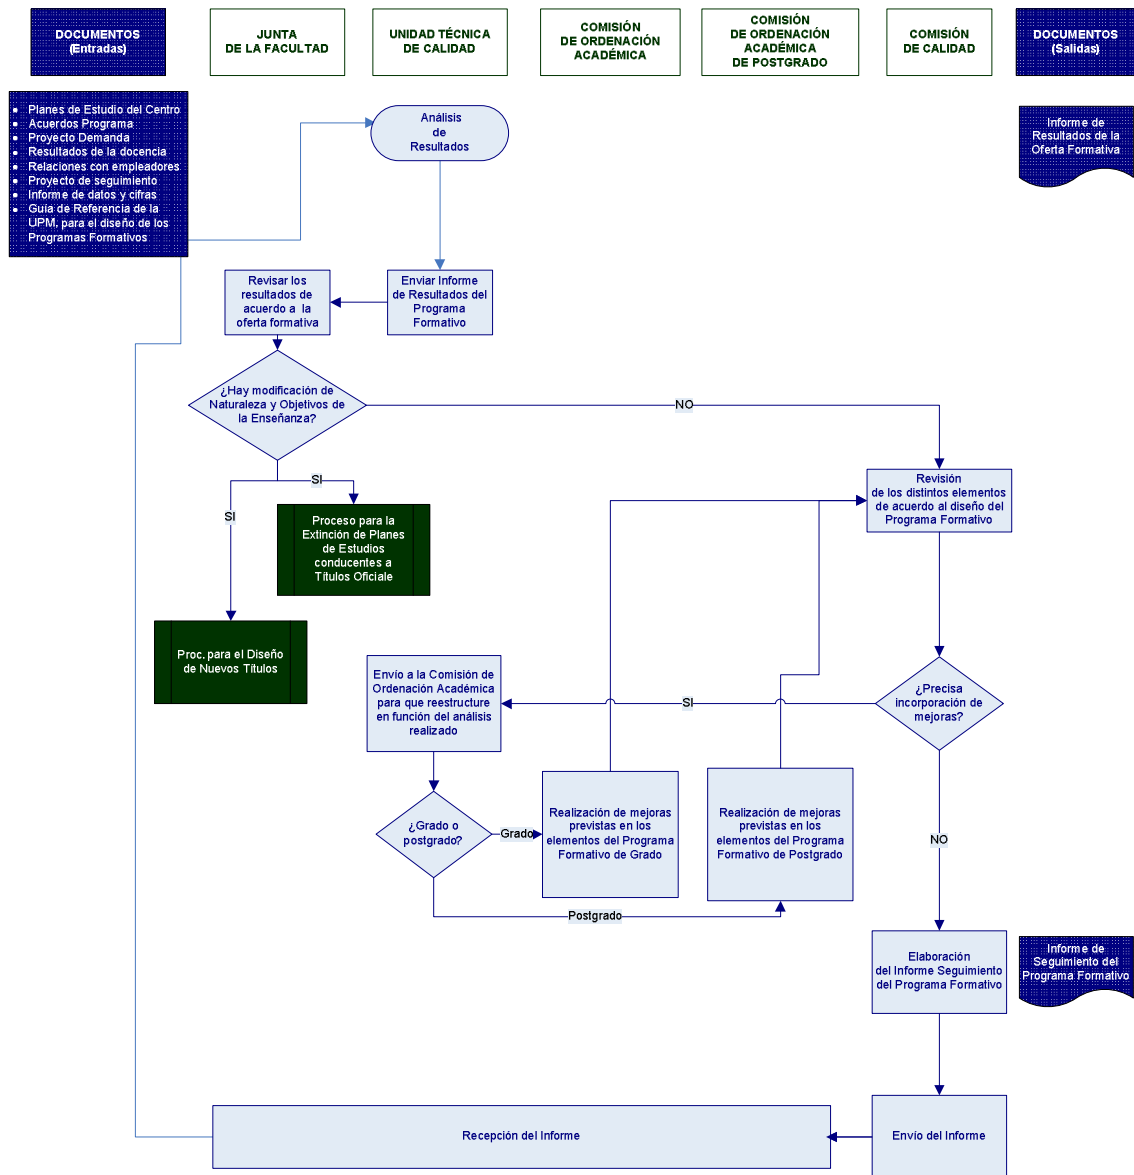 DOCUMENTOS
(Entradas)
JUNTA
DE LA FACULTAD
UNIDAD TÉCNICA
DE CALIDAD
COMISIÓN
DE ORDENACIÓN
ACADÉMICA
COMISIÓN
DE ORDENACIÓN
ACADÉMICA
DE POSTGRADO
COMISIÓN
DE CALIDAD
DOCUMENTOS
(Salidas)
Planes de Estudio del Centro
Acuerdos Programa
Proyecto Demanda
Resultados de la docencia
Relaciones con empleadores
Proyecto de seguimiento
Informe de datos y cifras
Guía de Referencia de la
UPM, para el diseño de los
Programas Formativos
Análisis
de
Resultados
Informe de
Resultados de la
Oferta Formativa
Revisar los
resultados de
acuerdo a la
oferta formativa
Enviar Informe
de Resultados del
Programa
Formativo
¿Hay modificación de
Naturaleza y Objetivos de
la Enseñanza?
NO
SI
SI
Revisión
de los distintos elementos
de acuerdo al diseño del
Programa Formativo
Proceso para la
Extinción de Planes
de Estudios
conducentes a
Títulos Oficiale
Proc. para el Diseño
de Nuevos Títulos
Envío a la Comisión de
Ordenación Académica
para que reestructure
en función del análisis
realizado
SI
¿Precisa
incorporación de
mejoras?
¿Grado o
postgrado?
Grado
Realización de mejoras
previstas en los
elementos del Programa
Formativo de Grado
Realización de mejoras
previstas en los
elementos del Programa
Formativo de Postgrado
NO
Postgrado
Elaboración
del Informe Seguimiento
del Programa Formativo
Informe de
Seguimiento del
Programa Formativo
Recepción del Informe
Envío del Informe